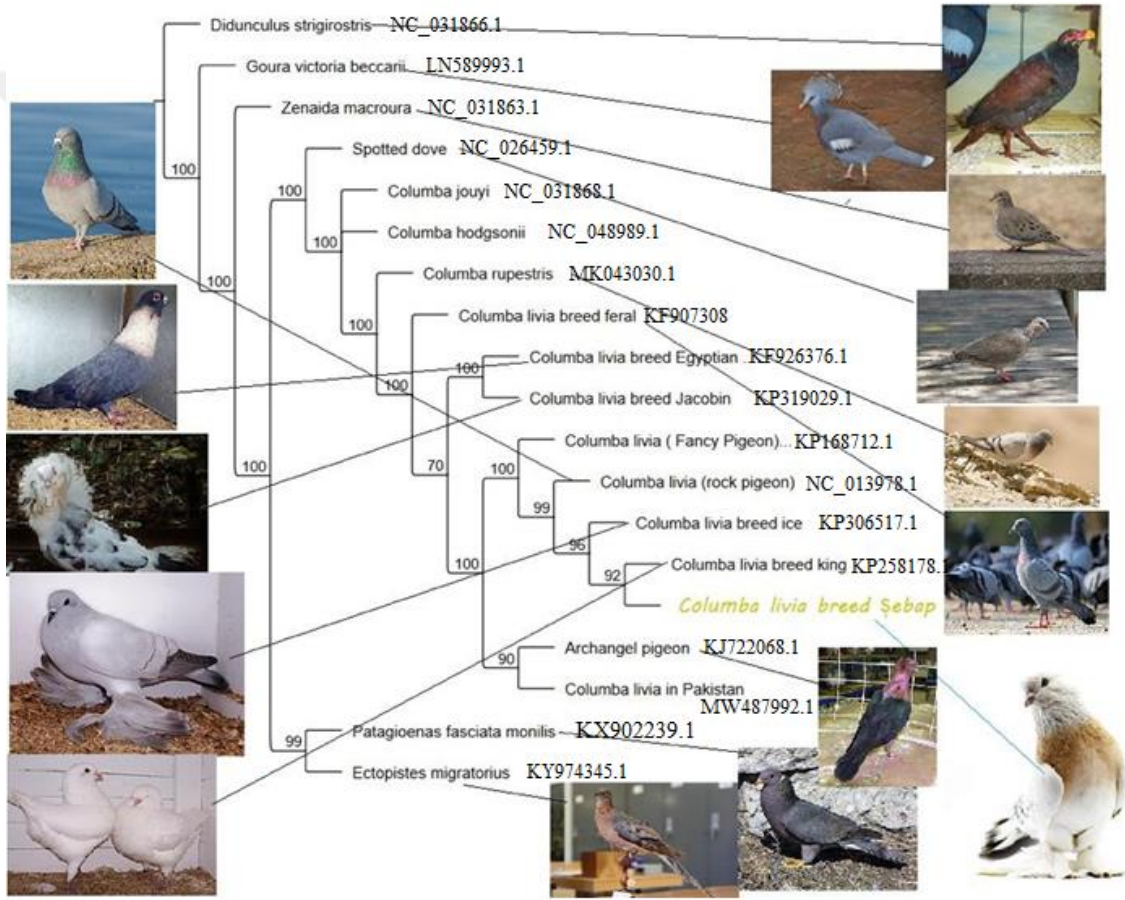 Didunculus strigirostris NC_031866.1
Goura victoria beccarii LN589993.1
Zenaida macroura NC_031863.1
Spotted dove NC_026459.1
Columba jouyi NC_031868.1
Columba hodgsonii NC_048989.1
Columba rupestris MK043030.1
Columba livia breed feral KF907308
Columba livia breed Egyptian KF926376.1
Columba livia breed Jacobin KP319029.1
Columba livia ( Fancy Pigeon)... KP168712.1
Columba livia (rock pigeon) NC_013978.1
Columba livia breed ice KP306517.1
Columba livia breed king KP258178.
Columba livia breed Şebap
Archangel pigeon KJ722068.1
Columba livia in Pakistan
MW487992.1
Patagioenas fasciata monilis KX902239.1
Ectopistes migratorius KY974345.1
100
100
100
100
100
100
100
100
70
100
99
96
92
100
90
99